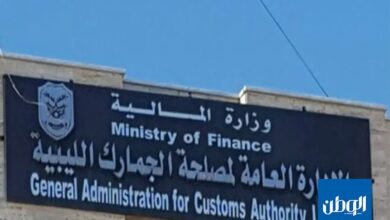 وزارة المالية
Ministry of Finance
الإدارة العامة لمصلحة الجمارك الليبية
General Administration for Customs Authority
الوطن